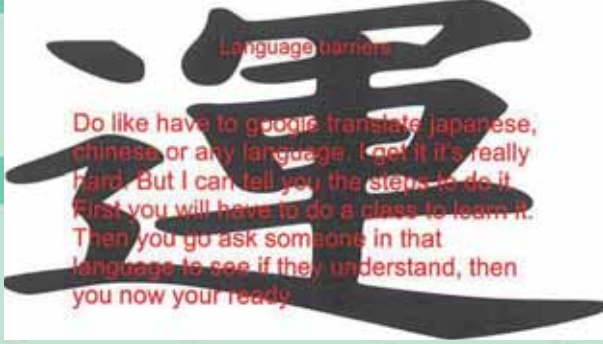 運
Language barriers
Do like have to google translate japanese,
chinese or any language. I get it it's really
hard. But I can tell you the steps to do it.
First you will have to do a class to learn it.
Then you go ask someone in that
language to see if they understand, then
you now your ready